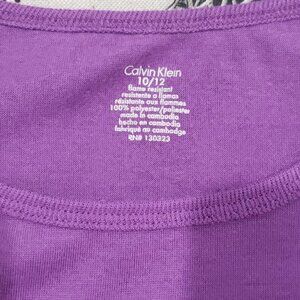 Calvin Klein
10/12
flame resistant
resistente a flamas
résistante aux flammes
100% polyester/poliester
made in cambodia
hecho en cambodia
fabriqué au cambodge
RN# 130323